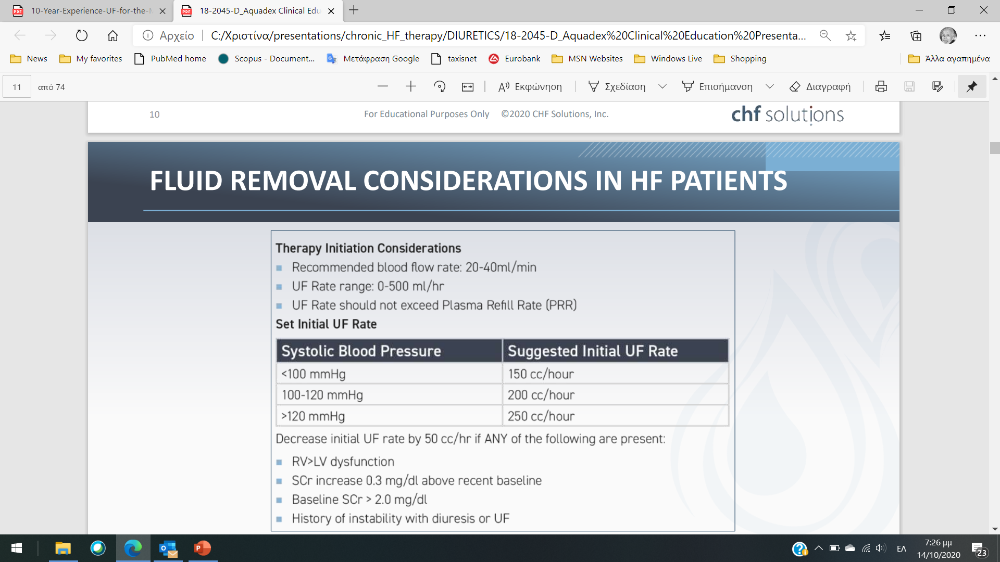 10-Year-Experience-UF-for-the-M
18-2045-D_Aquadex Clinical Edu
Αρχείο
C:/Χριστίνα/presentations/chronic_HF_therapy/DIURETICS/18-2045-D_Aquadex%20Clinical%20Education%20Presenta...
News
My favorites
PubMed home
Scopus - Document...
Μετάφραση Google
taxisnet
Eurobank
MSN Websites
Windows Live
Shopping
Άλλα αγαπημένα
11
από 74
Εκφώνηση
Σχεδίαση
Επισήμανση
Διαγραφή
10
For Educational Purposes Only ©2020 CHF Solutions, Inc.
chf solutions
FLUID REMOVAL CONSIDERATIONS IN HF PATIENTS
Therapy Initiation Considerations
Recommended blood flow rate: 20-40ml/min
UF Rate range: 0-500 ml/hr
UF Rate should not exceed Plasma Refill Rate (PRR)
Set Initial UF Rate
Systolic Blood Pressure Suggested Initial UF Rate
<100 mmHg 150 cc/hour
100-120 mmHg 200 cc/hour
>120 mmHg 250 cc/hour
Decrease initial UF rate by 50 cc/hr if ANY of the following are present:
RV>LV dysfunction
SCr increase 0.3 mg/dl above recent baseline
Baseline SCr > 2.0 mg/dl
History of instability with diuresis or UF
ΕΛ
7:26 μμ
14/10/2020
23